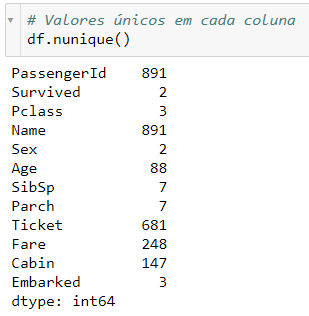 # Valores únicos em cada coluna
df.nunique()
PassengerId 891
Survived 2
Pclass 3
Name 891
Sex 2
Age 88
SibSp 7
Parch 7
Ticket 681
Fare 248
Cabin 147
Embarked 3
dtype: int64